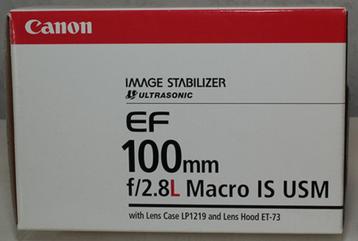 Canon
IMAGE STABILIZER
ULTRASONIC
EF
100mm
f/2.8L Macro IS USM
with Lens Case LP1219 and Lens Hood ET-73